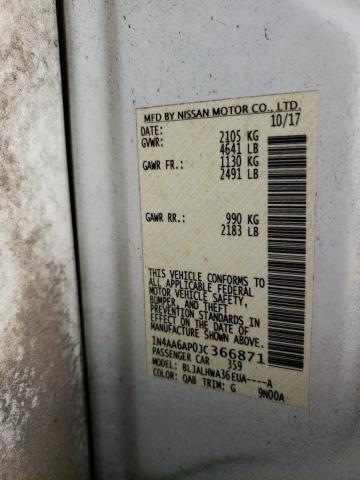 MFD BY NISSAN MOTOR CO., LTD.
DATE: 10/17
GVWR: 2105 KG
4641 LB
GAWR FR.: 1130 KG
2491 LB
GAWR RR.: 990 KG
2183 LB
THIS VEHICLE CONFORMS TO
ALL APPLICABLE FEDERAL
MOTOR VEHICLE SAFETY,
BUMPER, AND THEFT
PREVENTION STANDARDS IN
EFFECT ON THE DATE OF
MANUFACTURE SHOWN ABOVE.
1N4AA6AP0JC366871
PASSENGER CAR 359
MODEL: BLJALHWA36EUA----A
COLOR: QAB TRIM: G 9N00A